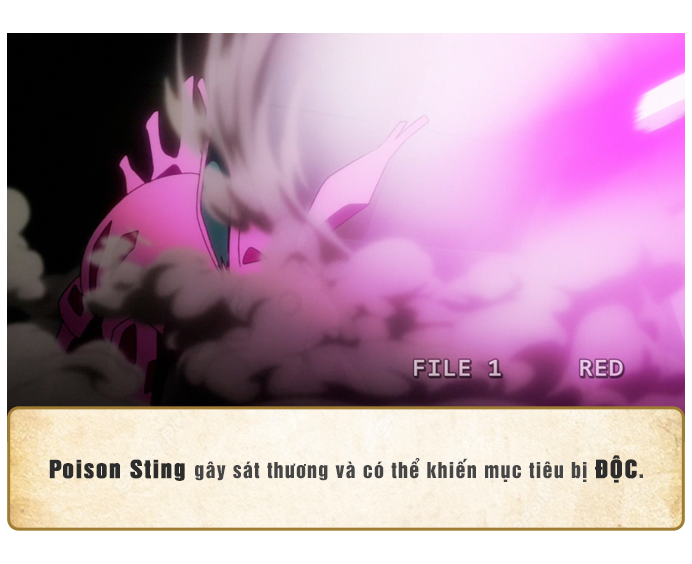 FILE 1 RED
Poison Sting gây sát thương và có thể khiến mục tiêu bị ĐỘC.